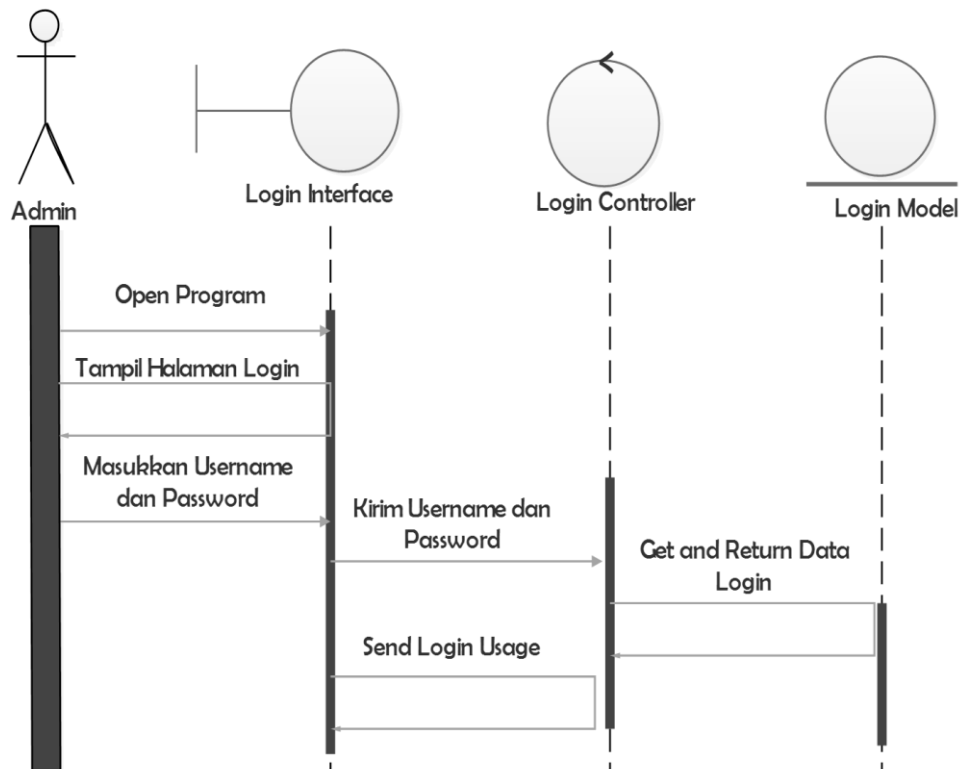 Admin
Login Interface
Login Controller
Login Model
Open Program
Tampil Halaman Login
Masukkan Username
dan Password
Kirim Username dan
Password
Get and Return Data
Login
Send Login Usage